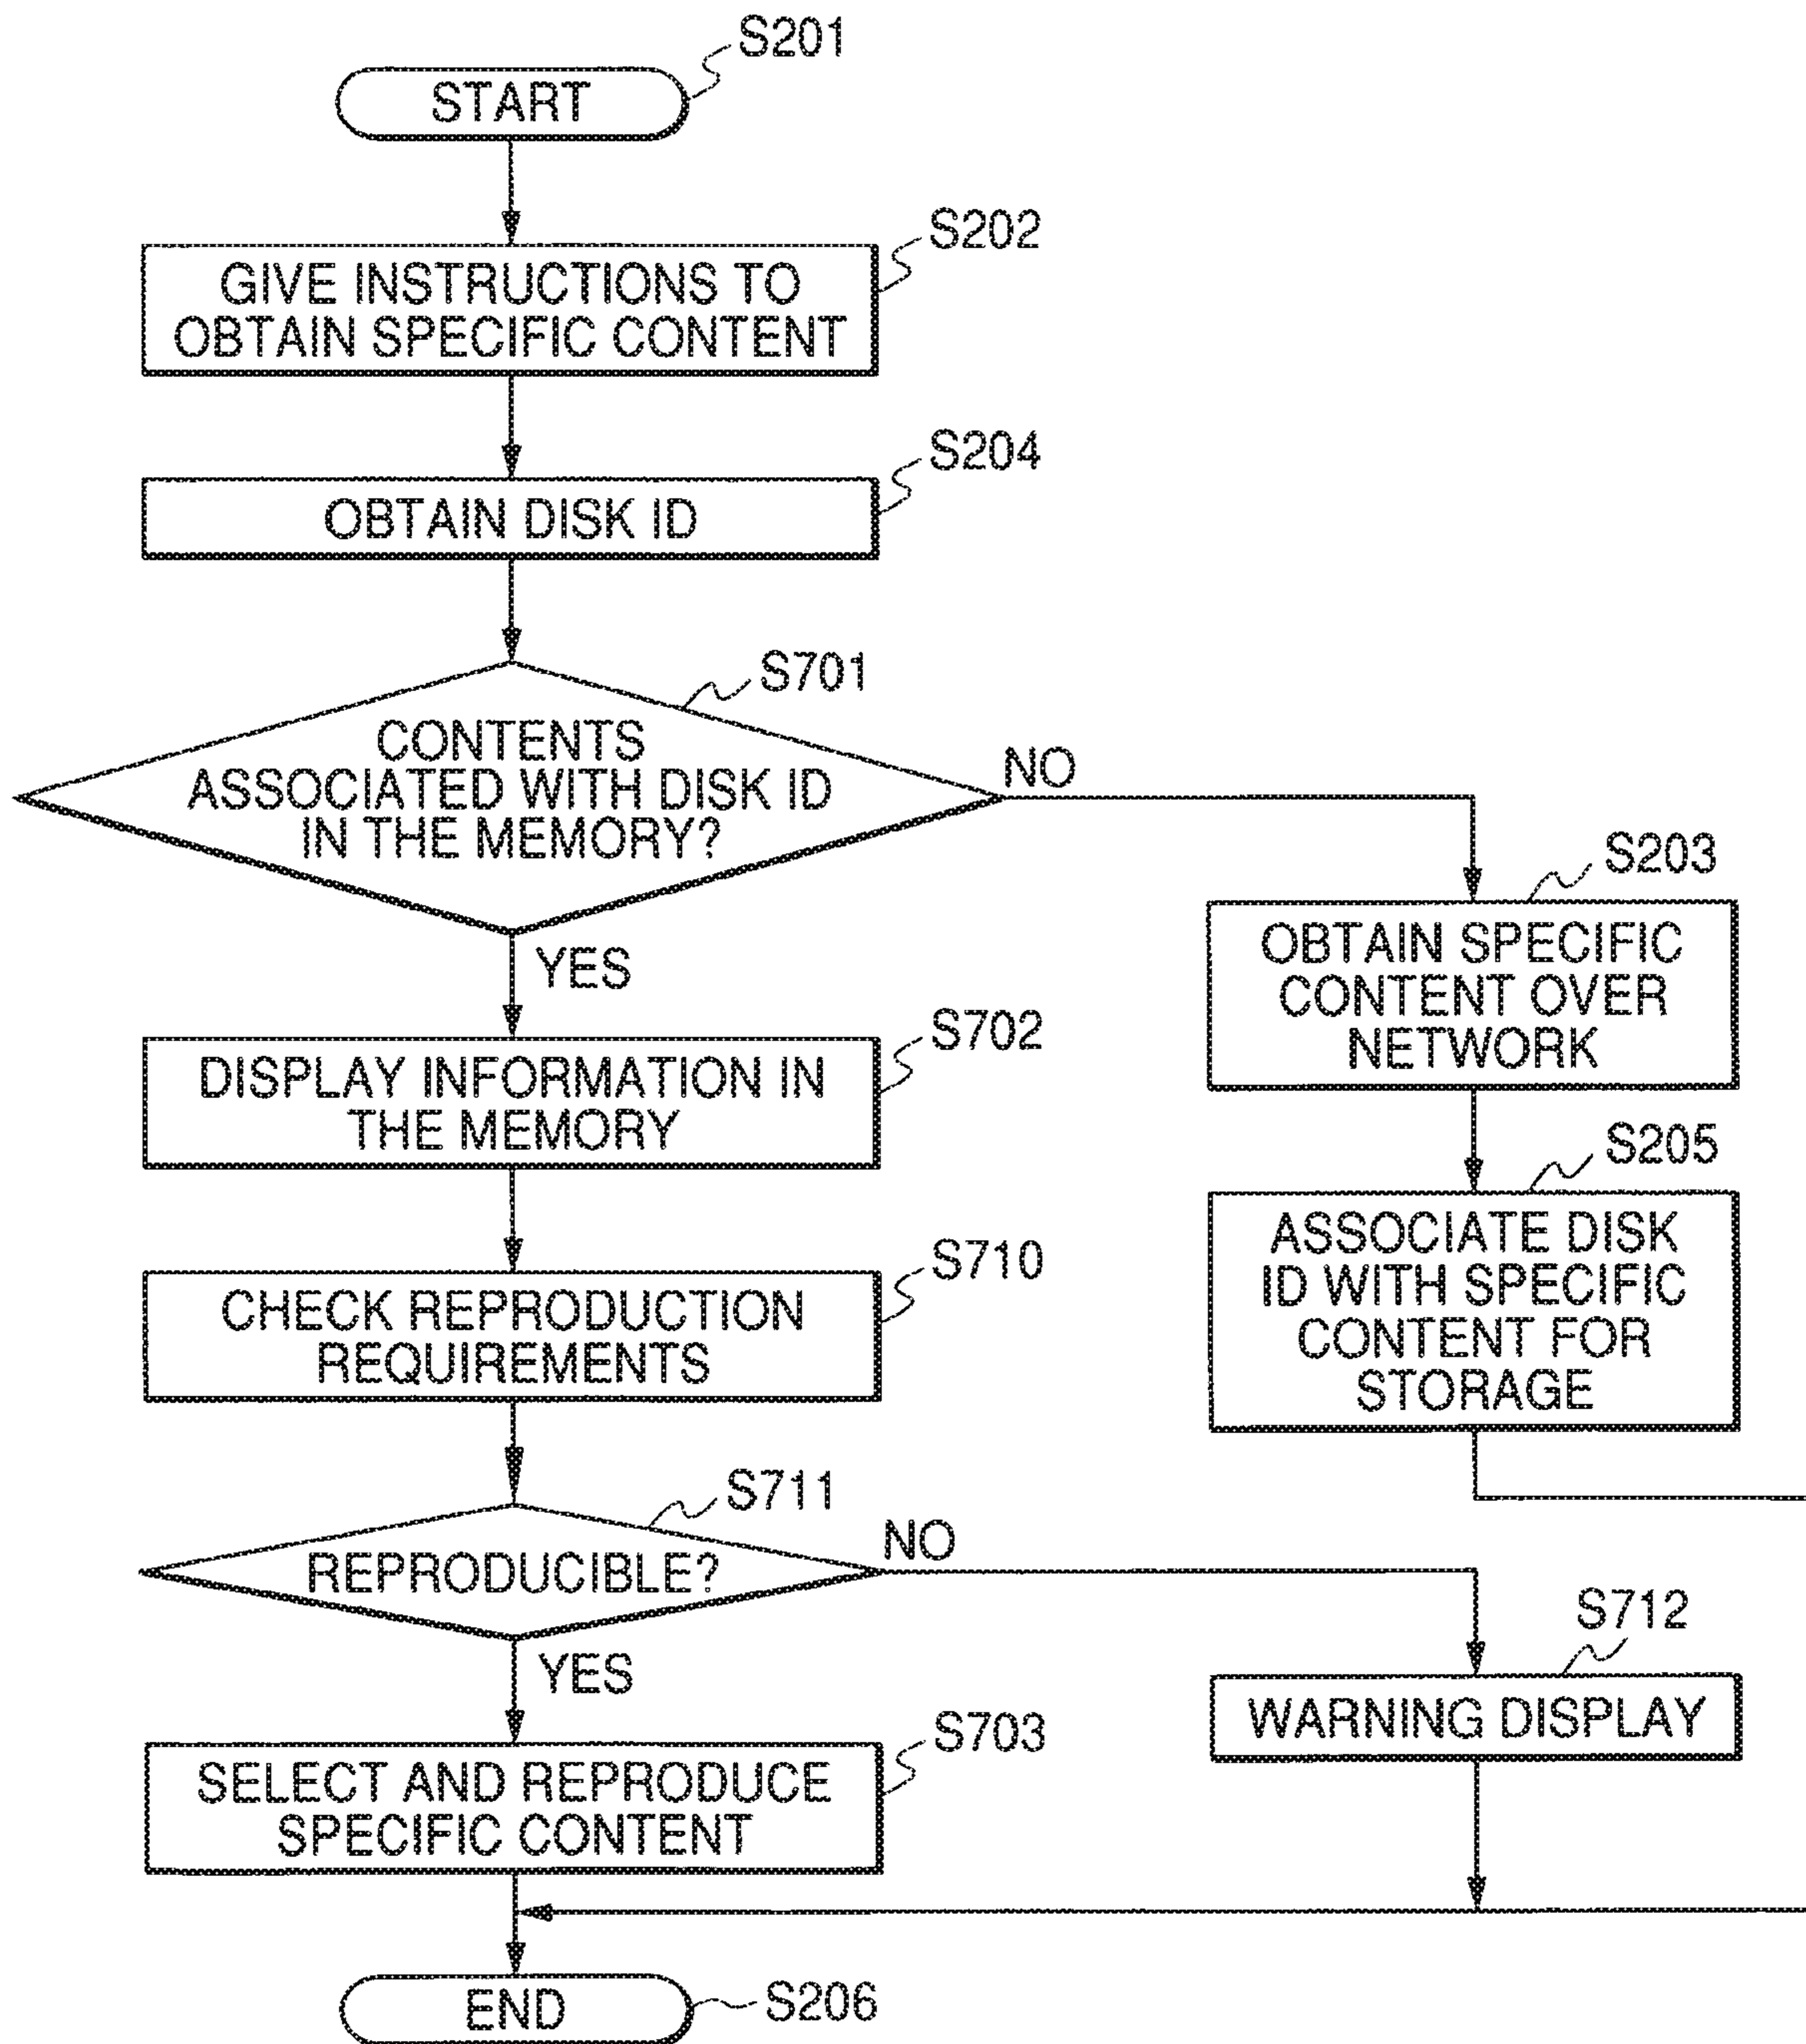 S201
START
S202
GIVE INSTRUCTIONS TO
OBTAIN SPECIFIC CONTENT
S204
OBTAIN DISK ID
S701
CONTENTS
ASSOCIATED WITH DISK ID
IN THE MEMORY?
NO
YES
S203
OBTAIN SPECIFIC
CONTENT OVER
NETWORK
S702
DISPLAY INFORMATION IN
THE MEMORY
S205
ASSOCIATE DISK
ID WITH SPECIFIC
CONTENT FOR
STORAGE
S710
CHECK REPRODUCTION
REQUIREMENTS
S711
REPRODUCIBLE?
NO
YES
S712
WARNING DISPLAY
S703
SELECT AND REPRODUCE
SPECIFIC CONTENT
END
S206